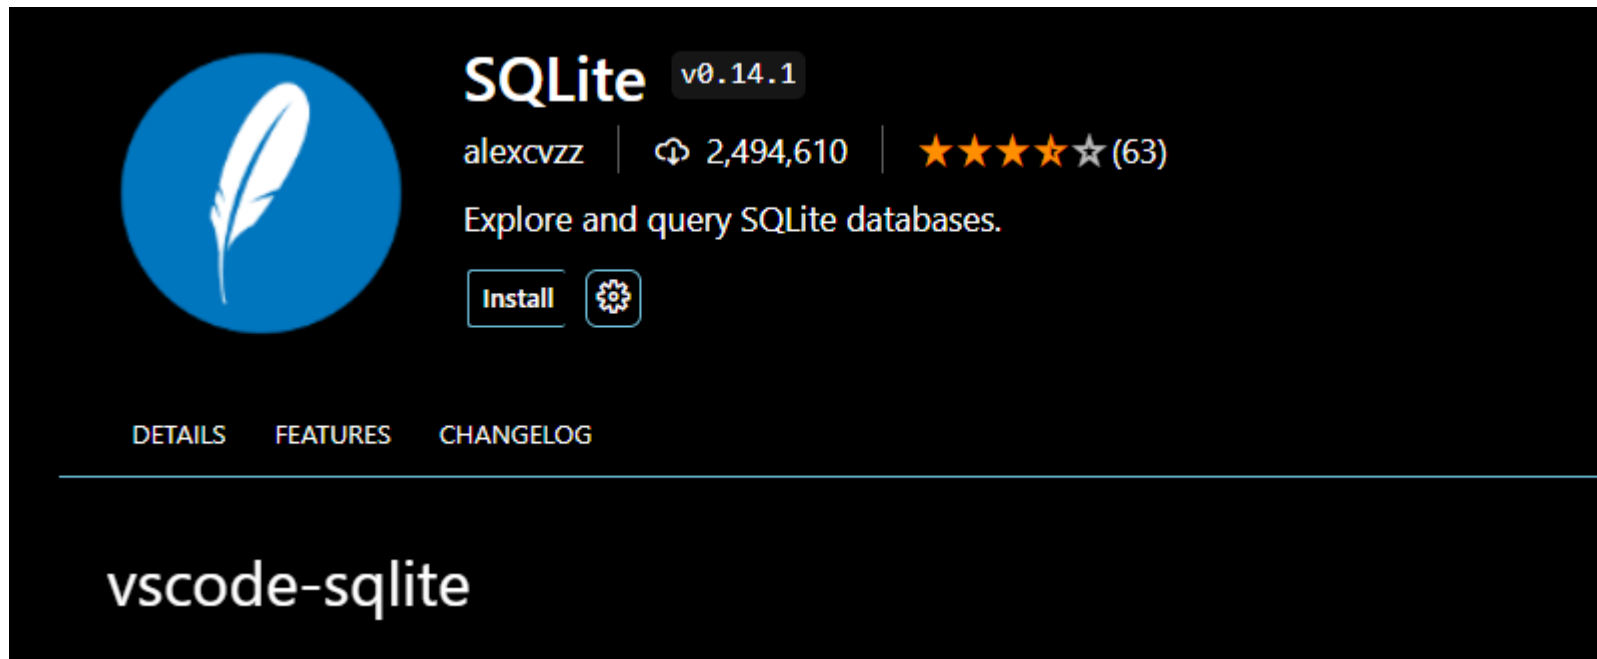 SQLite v0.14.1
alexcvzz 2,494,610 (63)
Explore and query SQLite databases.
Install
DETAILS FEATURES CHANGELOG
vscode-sqlite